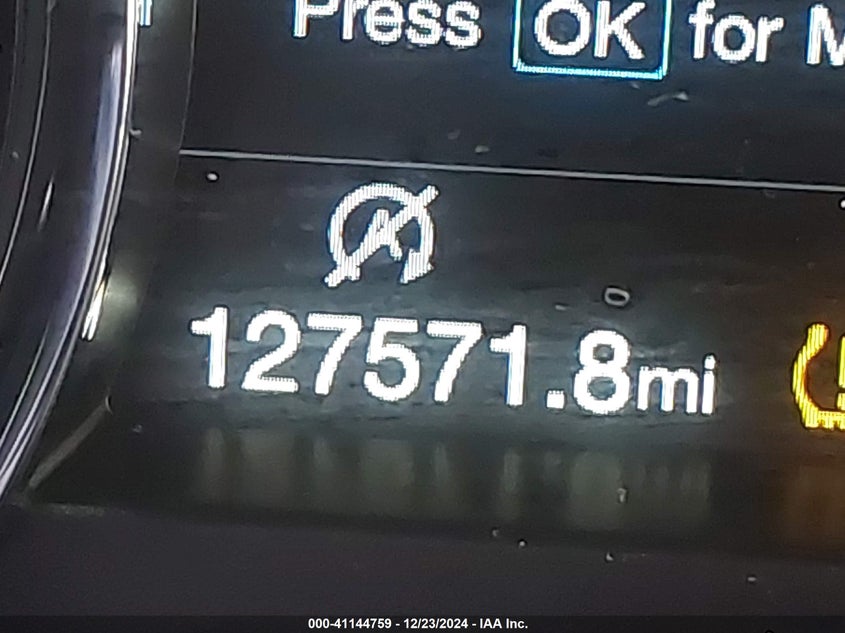 Press OK for M
127571.8mi
000-41144759 - 12/23/2024 - IAA Inc.